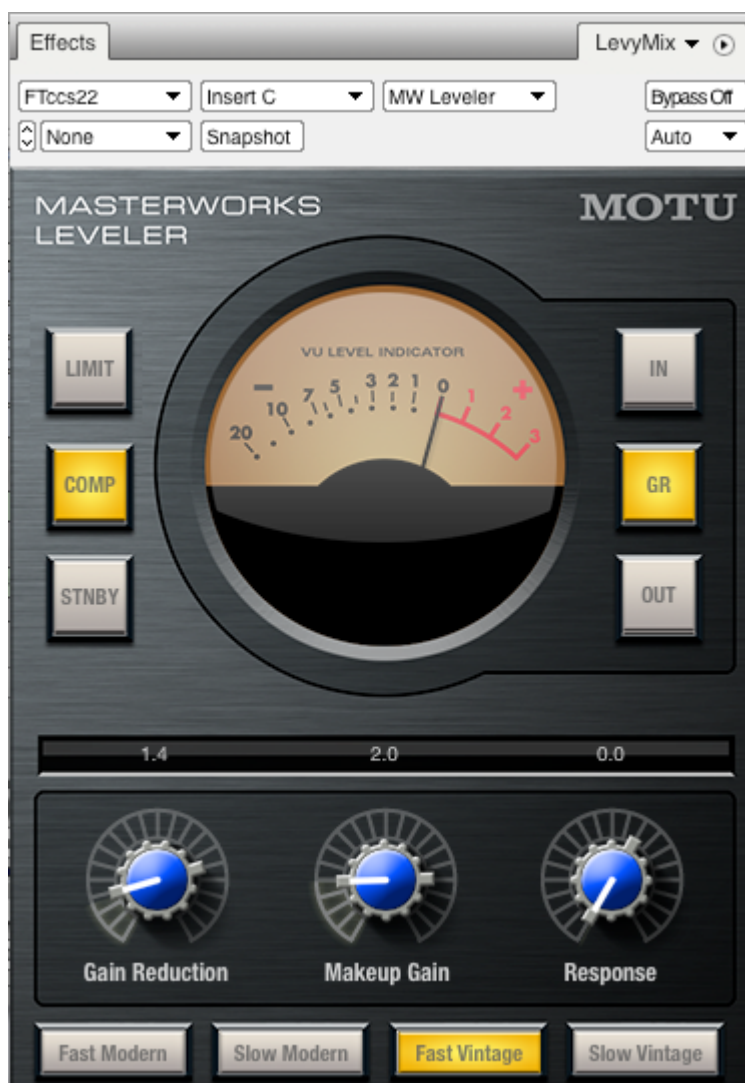 Effects LevyMix
FTccs22 Insert C MW Leveler Bypass Off
None Snapshot Auto
MASTERWORKS MOTU
LEVELER
VU LEVEL INDICATOR
LIMIT IN
− +
20 10 7 5 3 2 1 0 1 2 3
COMP GR
STNBY OUT
1.4 2.0 0.0
Gain Reduction Makeup Gain Response
Fast Modern Slow Modern Fast Vintage Slow Vintage